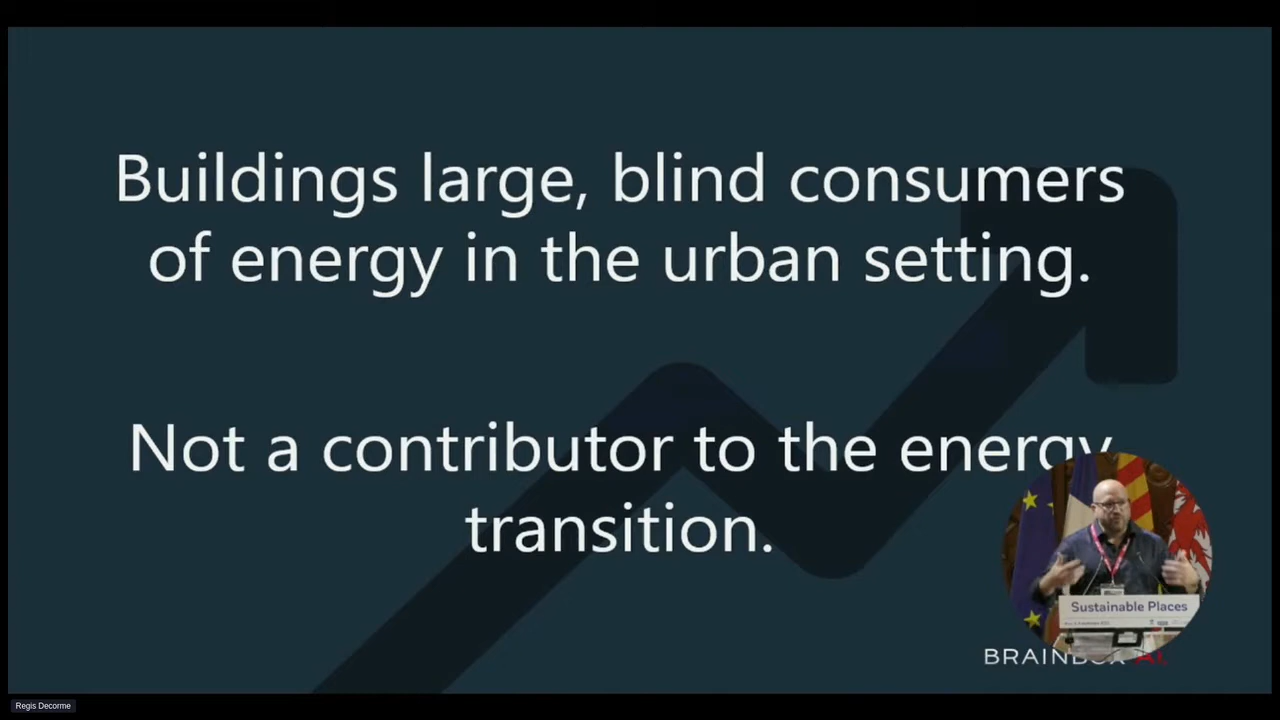 Buildings large, blind consumers
of energy in the urban setting.
Not a contributor to the energy
transition.
Sustainable Places
BRAINBOX AI
Regis Decorme